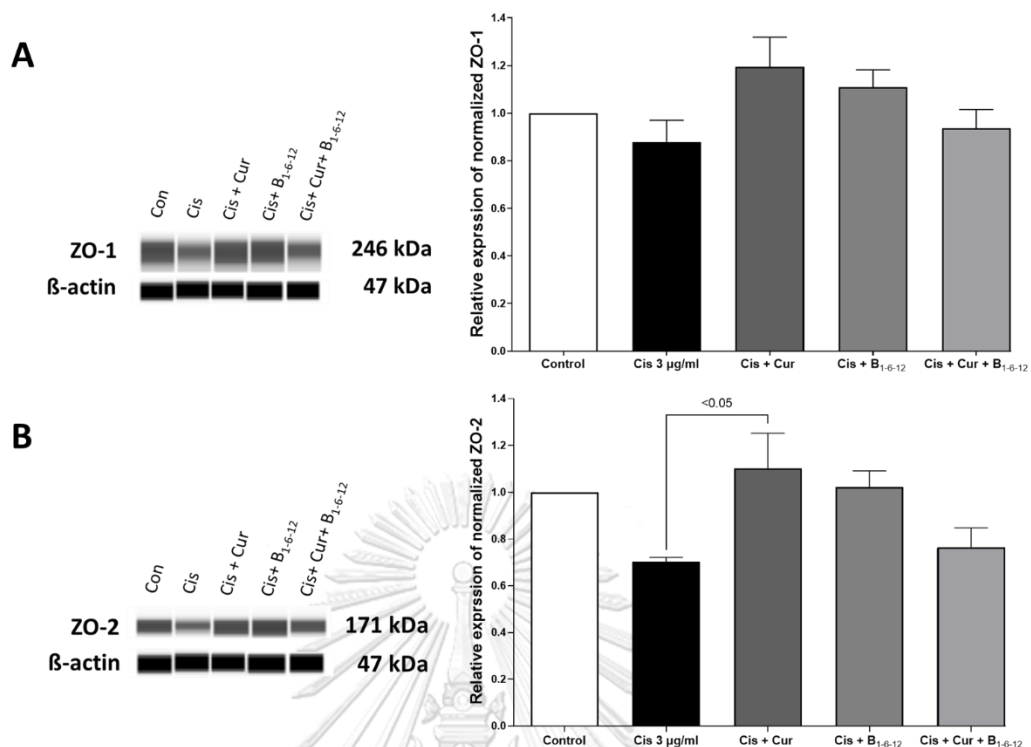 A
Con
Cis
Cis + Cur
Cis+ B1-6-12
Cis+ Cur+ B1-6-12
ZO-1
246 kDa
ß-actin
47 kDa
Relative exprssion of normalized ZO-1
1.4
1.2
1.0
0.8
0.6
0.4
0.2
0.0
Control
Cis 3 µg/ml
Cis + Cur
Cis + B1-6-12
Cis + Cur + B1-6-12
B
Con
Cis
Cis + Cur
Cis+ B1-6-12
Cis+ Cur+ B1-6-12
ZO-2
171 kDa
ß-actin
47 kDa
Relative exprssion of normalized ZO-2
1.4
1.2
1.0
0.8
0.6
0.4
0.2
0.0
<0.05
Control
Cis 3 µg/ml
Cis + Cur
Cis + B1-6-12
Cis + Cur + B1-6-12